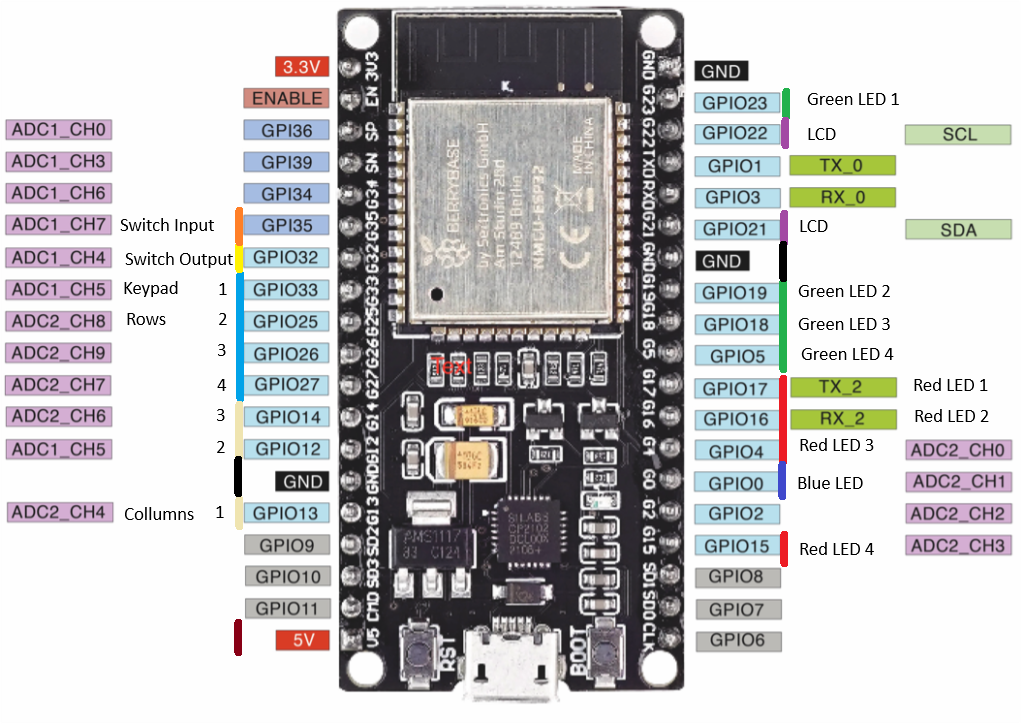 3.3V
ENABLE
ADC1_CH0 GPI36
ADC1_CH3 GPI39
ADC1_CH6 GPI34
ADC1_CH7 Switch Input GPI35
ADC1_CH4 Switch Output GPIO32
ADC1_CH5 Keypad 1 GPIO33
ADC2_CH8 Rows 2 GPIO25
ADC2_CH9 3 GPIO26
ADC2_CH7 4 GPIO27
ADC2_CH6 3 GPIO14
ADC1_CH5 2 GPIO12
GND
ADC2_CH4 Collumns 1 GPIO13
GPIO9
GPIO10
GPIO11
5V
3V3
EN
SP
SN
G34
G35
G32
G33
G25
G26
G27
G14
G12
GND
G13
SD2
SD3
CMD
V5
BERRYBASE
by Sertronics GmbH
Am Studio 20d
12489 Berlin
NMCU-ESP32
CE
MADE
IN CHINA
Text
SILABS
CP2102
AMS1117
RST
BOOT
GND
G23
G22
TXD
RXD
G21
GND
G19
G18
G5
G17
G16
G4
G0
G2
G15
SD1
SD0
CLK
GND
GPIO23 Green LED 1
GPIO22 LCD SCL
GPIO1 TX_0
GPIO3 RX_0
GPIO21 LCD SDA
GND
GPIO19 Green LED 2
GPIO18 Green LED 3
GPIO5 Green LED 4
GPIO17 TX_2 Red LED 1
GPIO16 RX_2 Red LED 2
GPIO4 Red LED 3 ADC2_CH0
GPIO0 Blue LED ADC2_CH1
GPIO2 ADC2_CH2
GPIO15 Red LED 4 ADC2_CH3
GPIO8
GPIO7
GPIO6